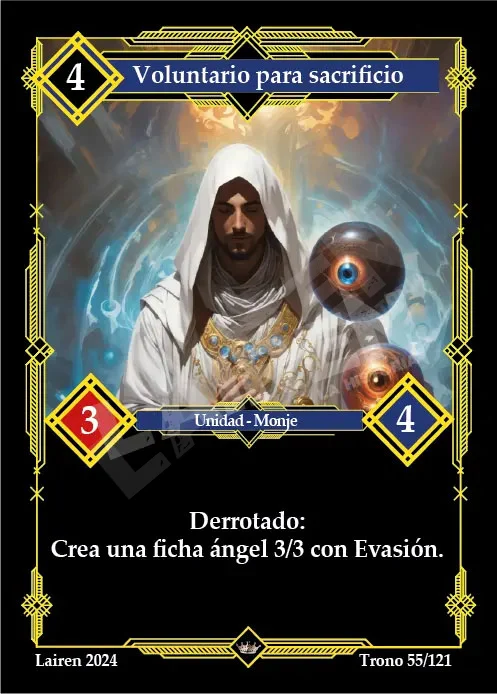 4
Voluntario para sacrificio
3
Unidad - Monje
4
Derrotado:
Crea una ficha ángel 3/3 con Evasión.
Lairen 2024
Trono 55/121